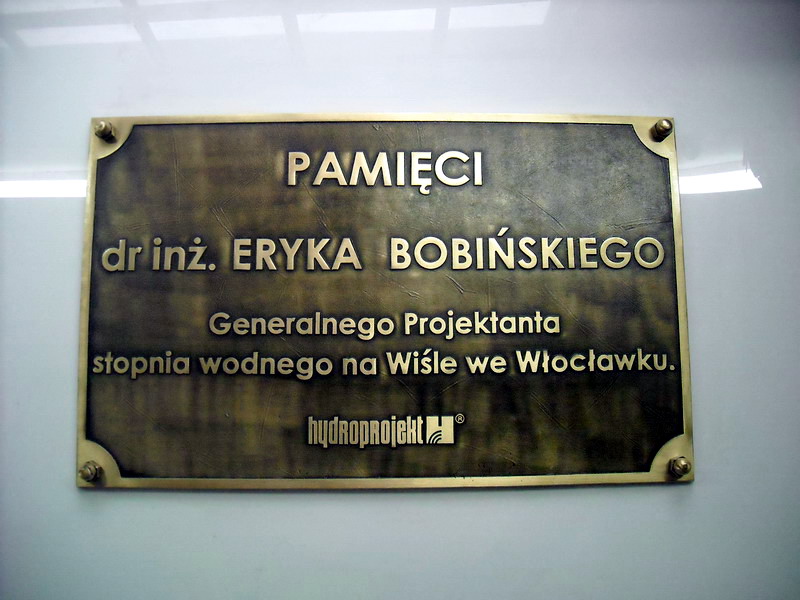 PAMIĘCI
dr inż. ERYKA BOBIŃSKIEGO
Generalnego Projektanta
stopnia wodnego na Wiśle we Włocławku.
hydroprojekt ®